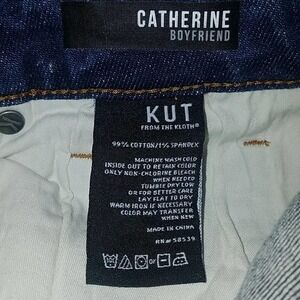 CATHERINE
BOYFRIEND
KUT
FROM THE KLOTH®
99% COTTON/1% SPANDEX
MACHINE WASH COLD
INSIDE OUT TO RETAIN COLOR
ONLY NON-CHLORINE BLEACH
WHEN NEEDED
TUMBLE DRY LOW
OR FOR BETTER CARE
LAY FLAT TO DRY
WARM IRON IS NECESSARY
COLOR MAY TRANSFER
WHEN NEW
MADE IN CHINA
RN# 58539